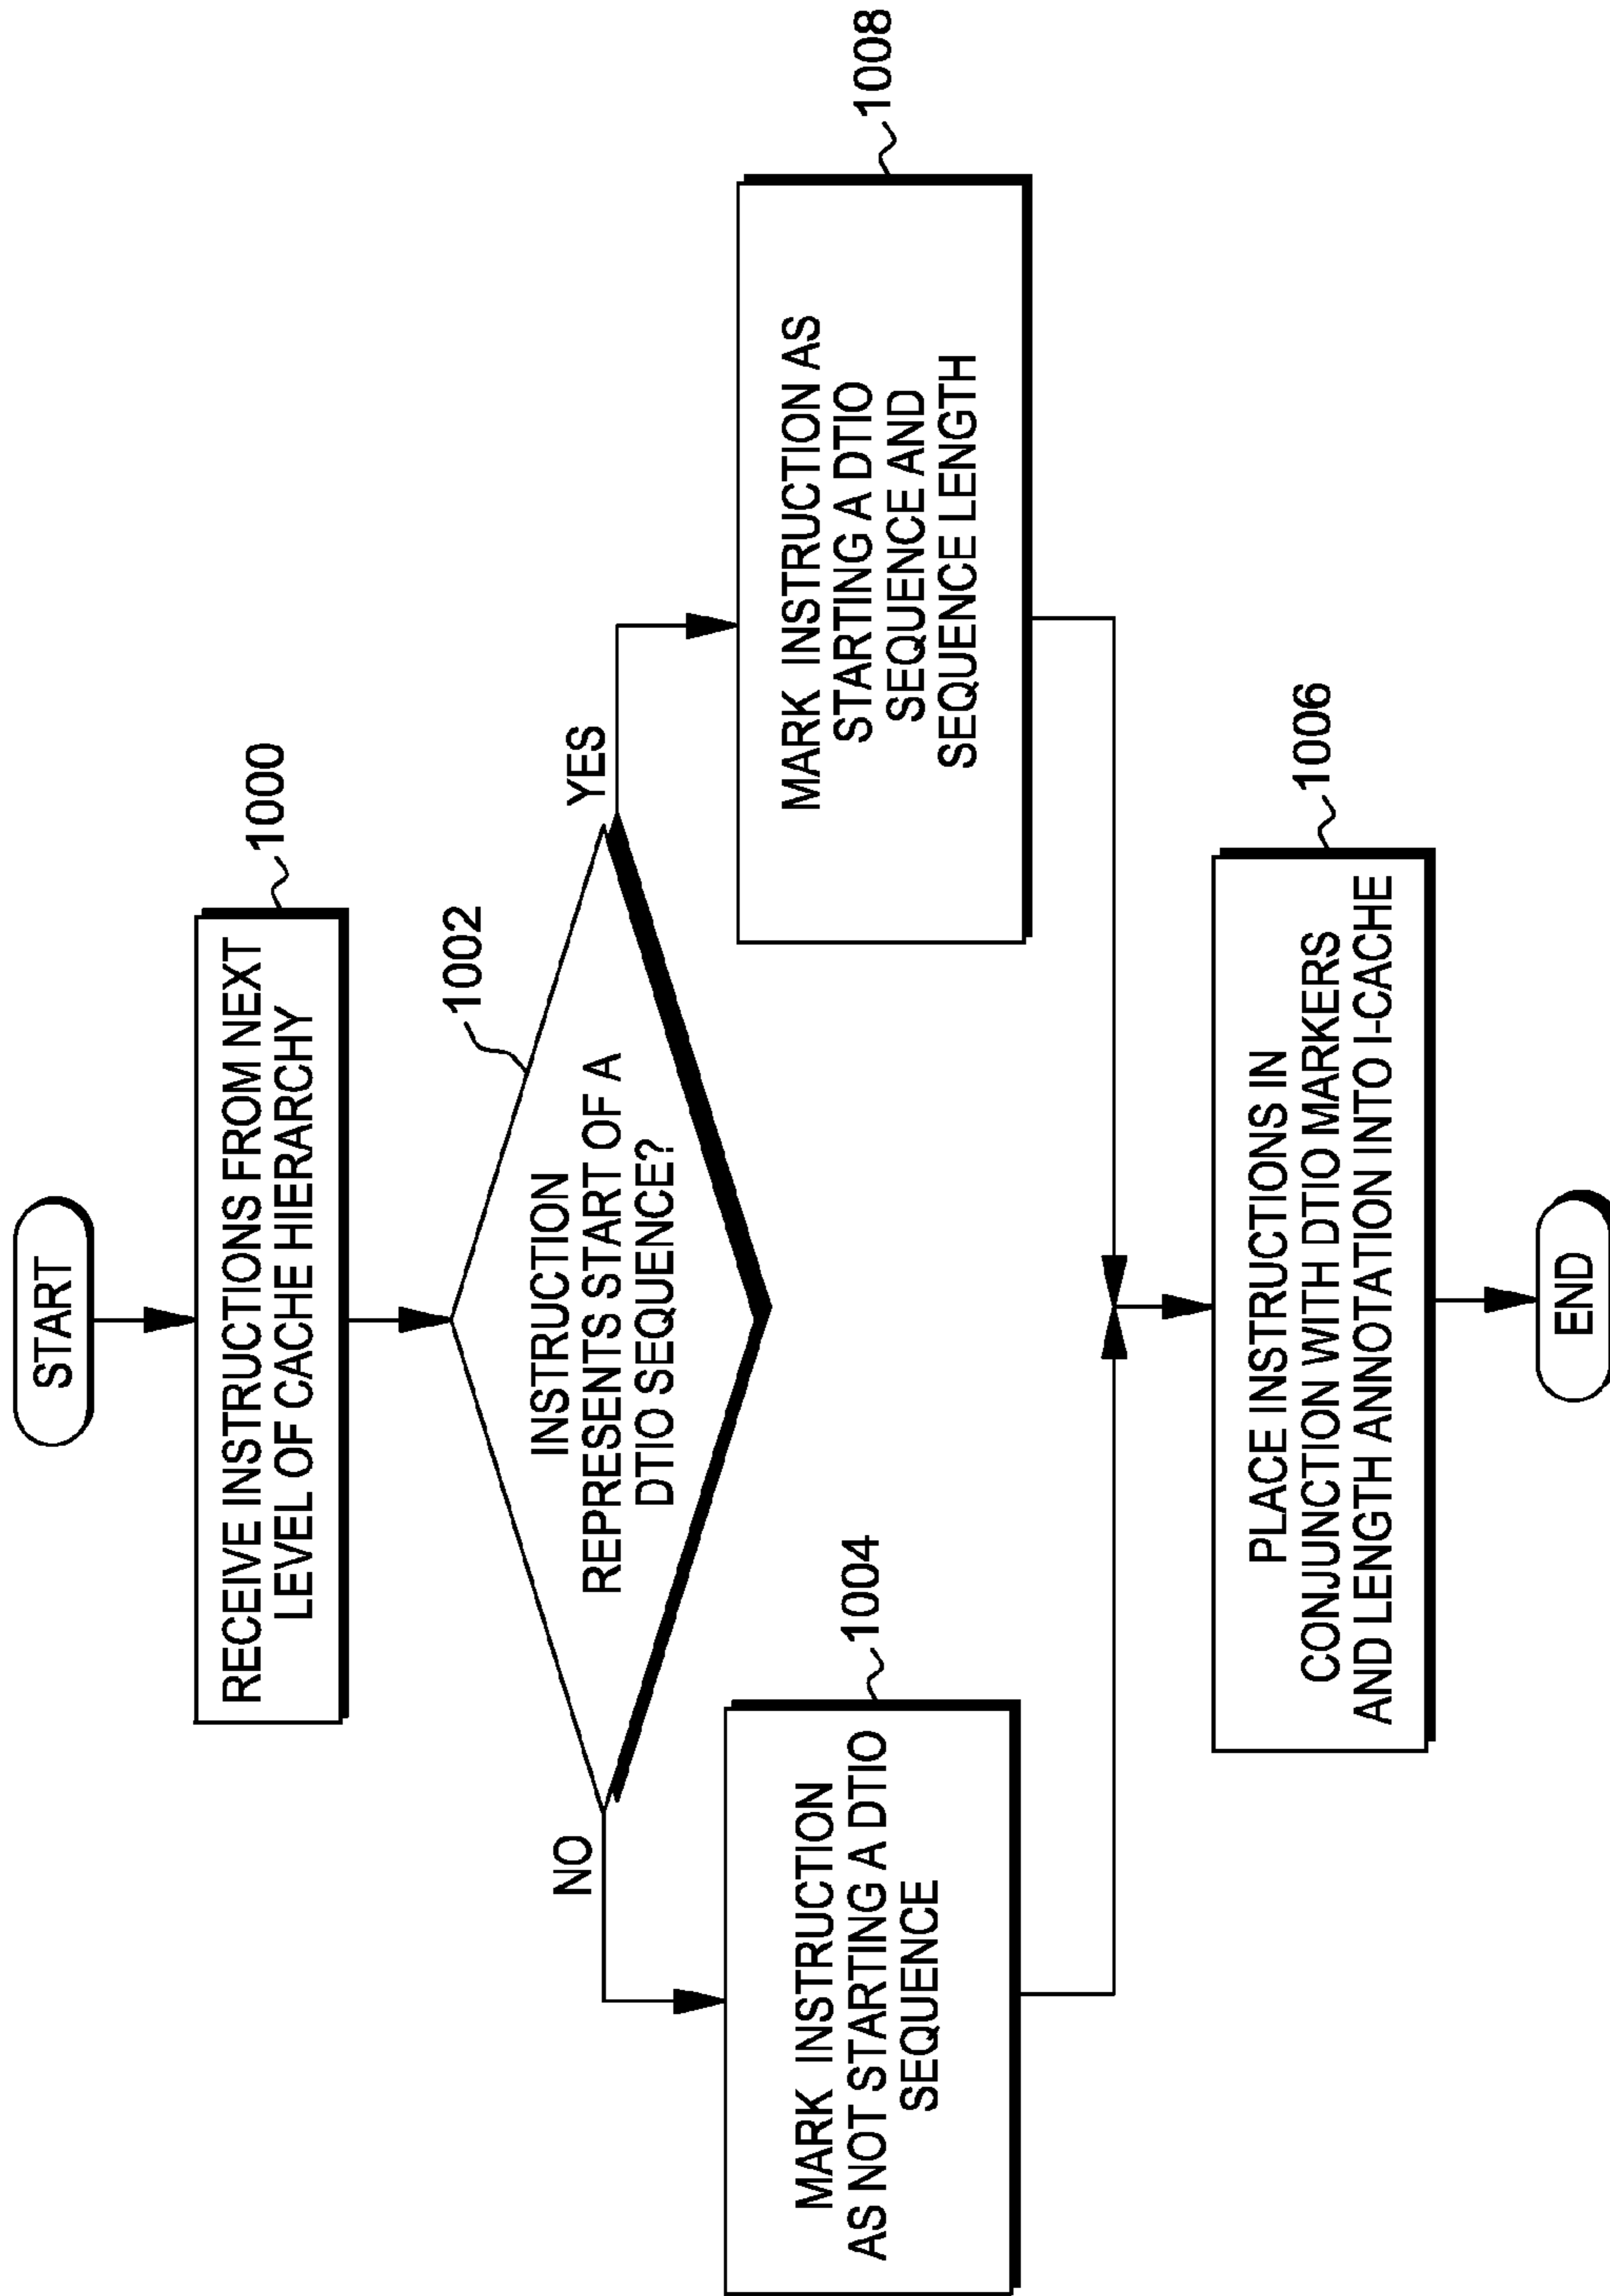 START
RECEIVE INSTRUCTIONS FROM NEXT
LEVEL OF CACHE HIERARCHY
1000
INSTRUCTION
REPRESENTS START OF A
DTIO SEQUENCE?
1002
NO
YES
MARK INSTRUCTION
AS NOT STARTING A DTIO
SEQUENCE
1004
MARK INSTRUCTION AS
STARTING A DTIO
SEQUENCE AND
SEQUENCE LENGTH
1008
PLACE INSTRUCTIONS IN
CONJUNCTION WITH DTIO MARKERS
AND LENGTH ANNOTATION INTO I-CACHE
1006
END